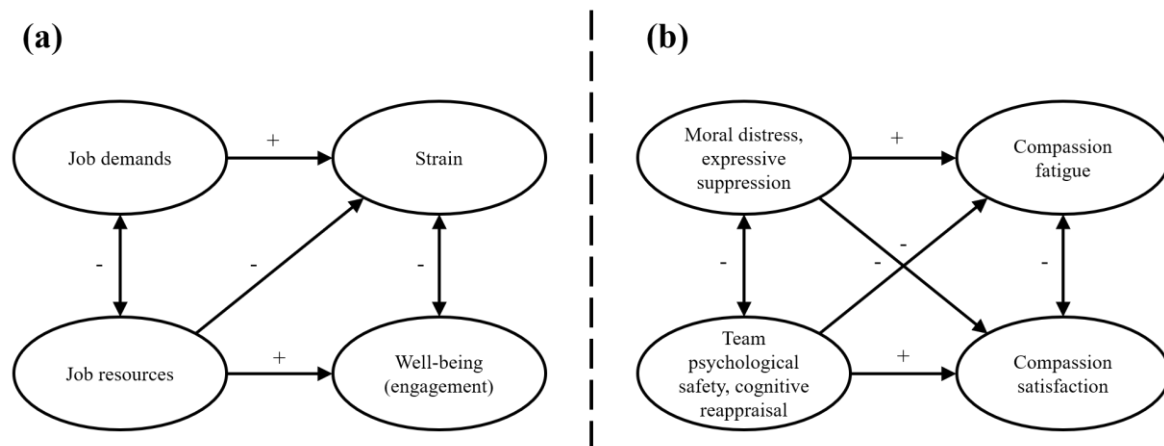 (a)
Job demands
+
Strain
-
-
-
Job resources
+
Well-being
(engagement)
(b)
Moral distress,
expressive
suppression
+
Compassion
fatigue
-
-
-
-
Team
psychological
safety, cognitive
reappraisal
+
Compassion
satisfaction